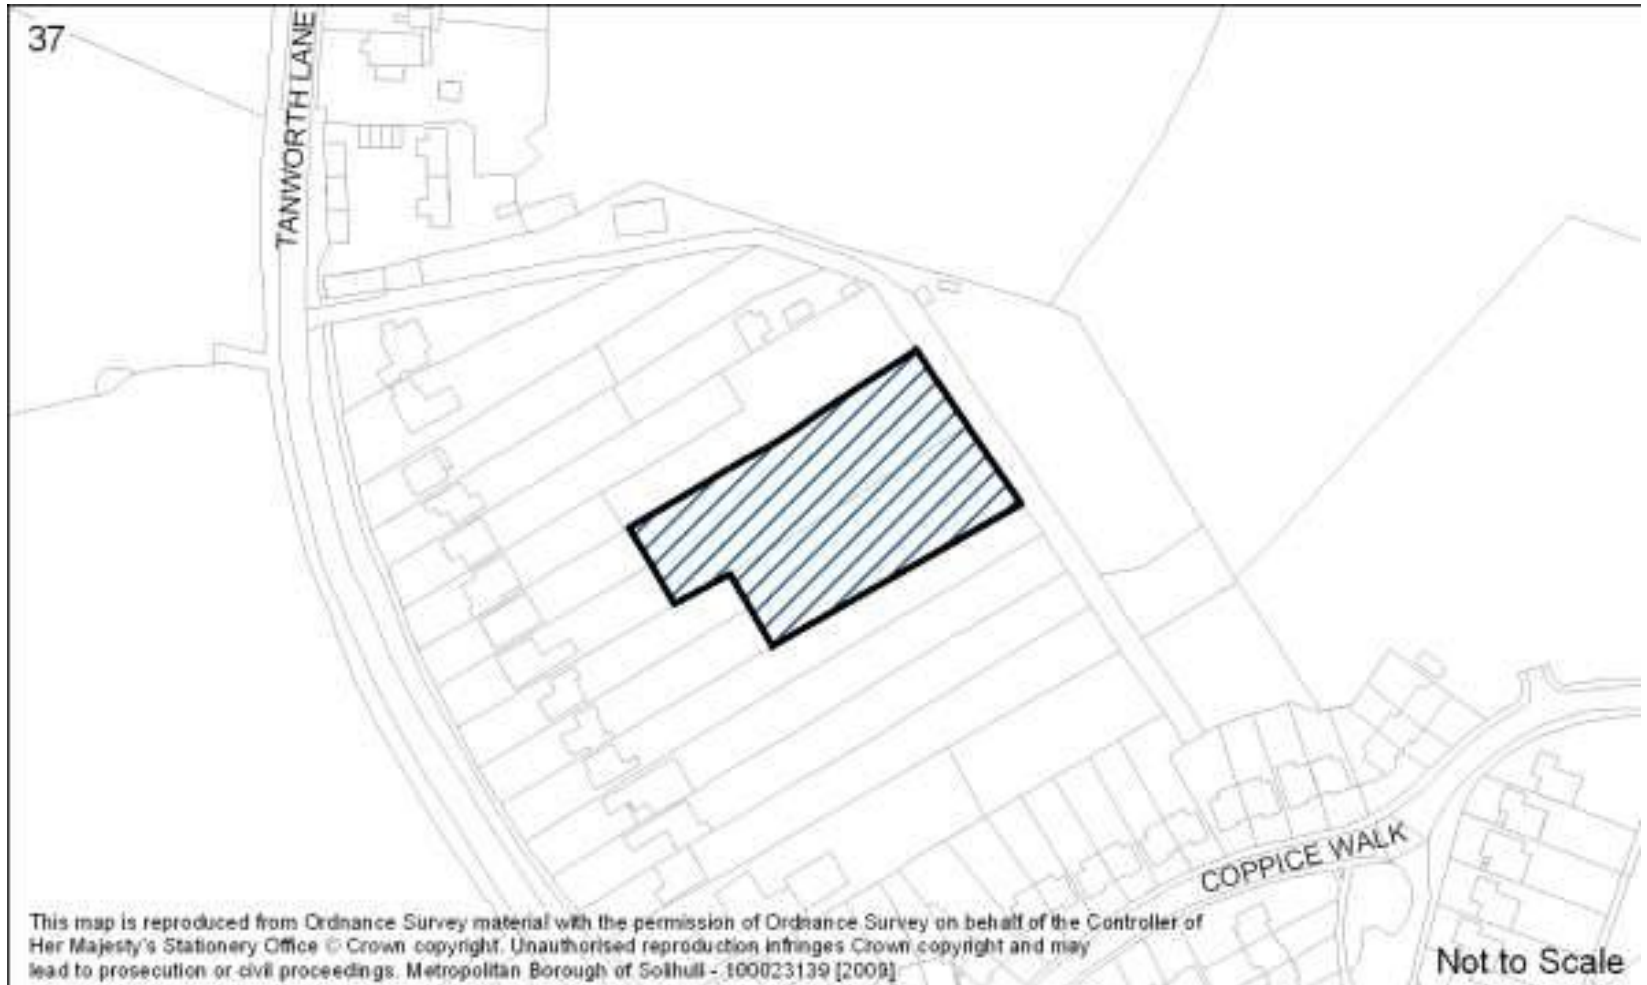 37
TANWORTH LANE
COPPICE WALK
This map is reproduced from Ordnance Survey material with the permission of Ordnance Survey on behalf of the Controller of
Her Majesty's Stationery Office © Crown copyright. Unauthorised reproduction infringes Crown copyright and may
lead to prosecution or civil proceedings. Metropolitan Borough of Solihull - 100023139 [2009]
Not to Scale